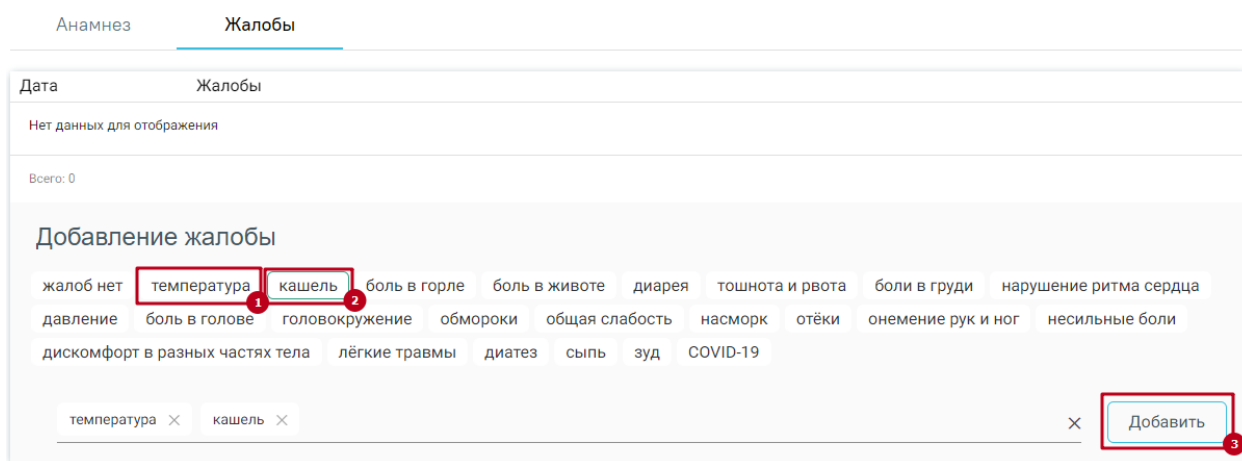 Анамнез Жалобы
Дата Жалобы
Нет данных для отображения
Всего: 0
Добавление жалобы
жалоб нет температура 1 кашель 2 боль в горле боль в животе диарея тошнота и рвота боли в груди нарушение ритма сердца
давление боль в голове головокружение обмороки общая слабость насморк отёки онемение рук и ног несильные боли
дискомфорт в разных частях тела лёгкие травмы диатез сыпь зуд COVID-19
температура × кашель × × Добавить 3